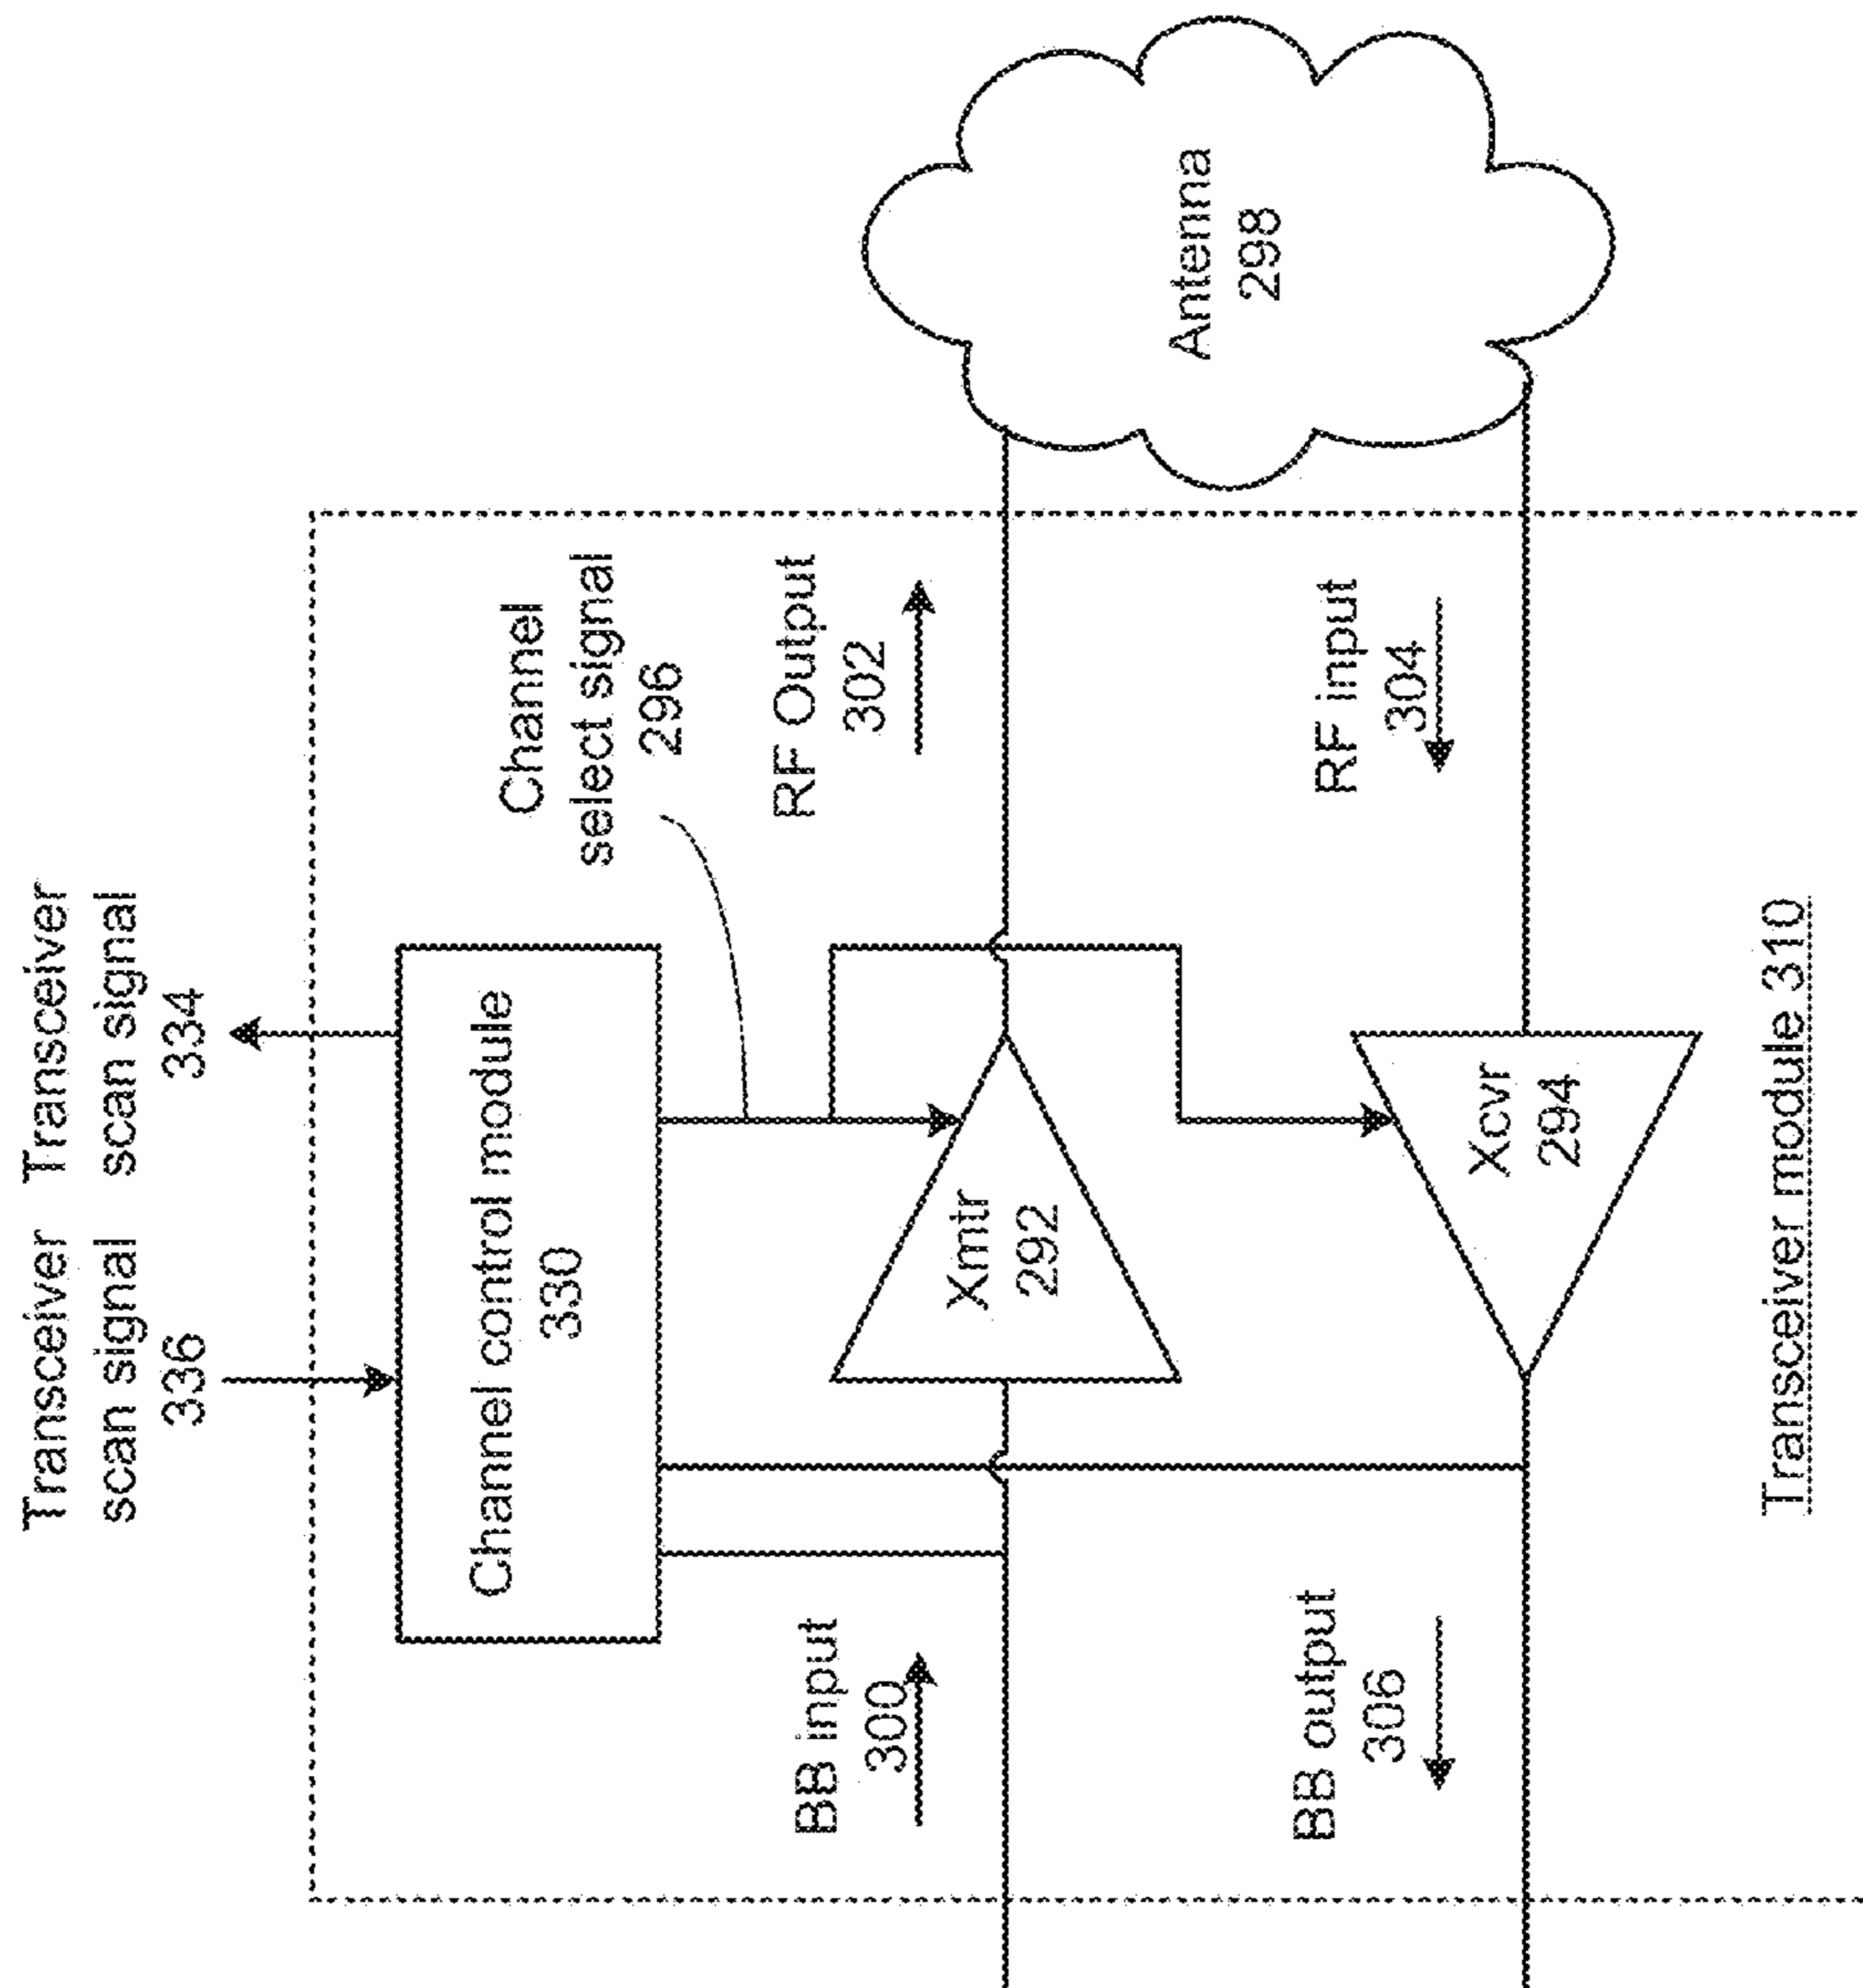 Transceiver
scan signal
336
Transceiver
scan signal
334
Channel control module
330
Channel
select signal
296
BB input
300
Xmtr
292
RF Output
302
Antenna
298
BB output
306
Xcvr
294
RF input
304
Transceiver module 310